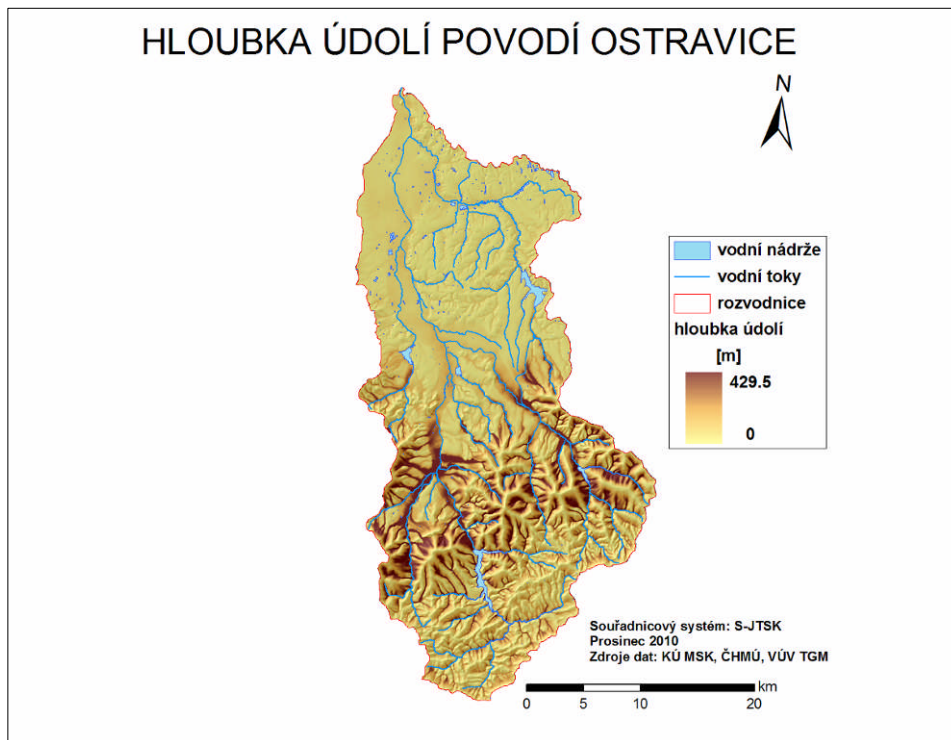 HLOUBKA ÚDOLÍ POVODÍ OSTRAVICE
N
vodní nádrže
vodní toky
rozvodnice
hloubka údolí
[m]
429.5
0
Souřadnicový systém: S-JTSK
Prosinec 2010
Zdroje dat: KÚ MSK, ČHMÚ, VÚV TGM
km
0 5 10 20